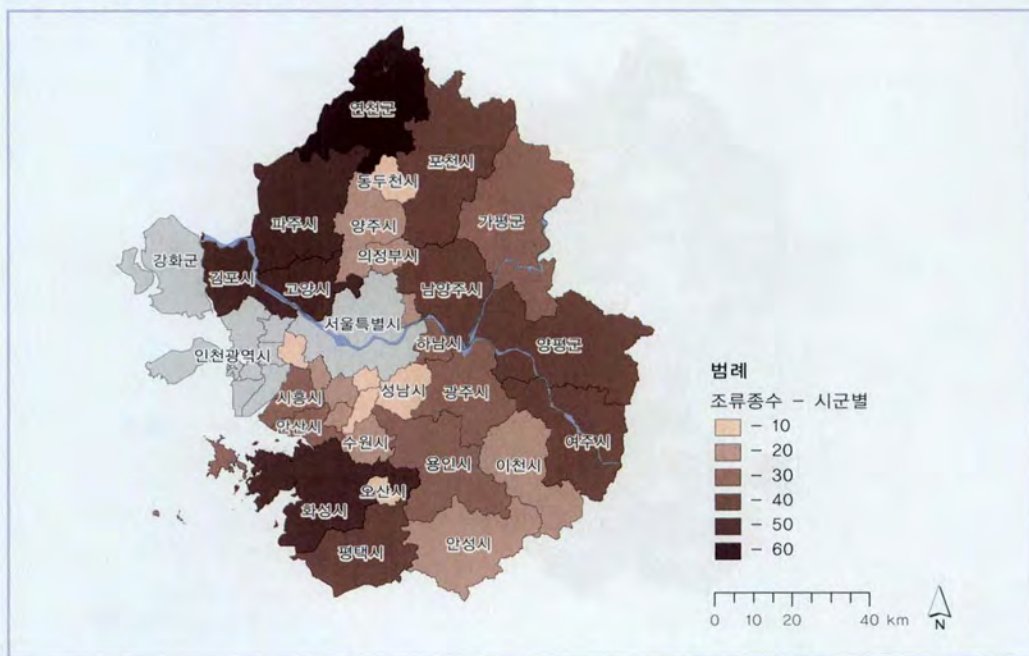 연천군
포천시
동두천시
가평군
파주시
양주시
의정부시
강화군
김포시
고양시
남양주시
서울특별시
인천광역시
하남시
양평군
성남시
광주시
시흥시
안산시
수원시
여주시
용인시
이천시
오산시
화성시
평택시
안성시
범례
조류종수 – 시군별
– 10
– 20
– 30
– 40
– 50
– 60
0 10 20 40 km
N